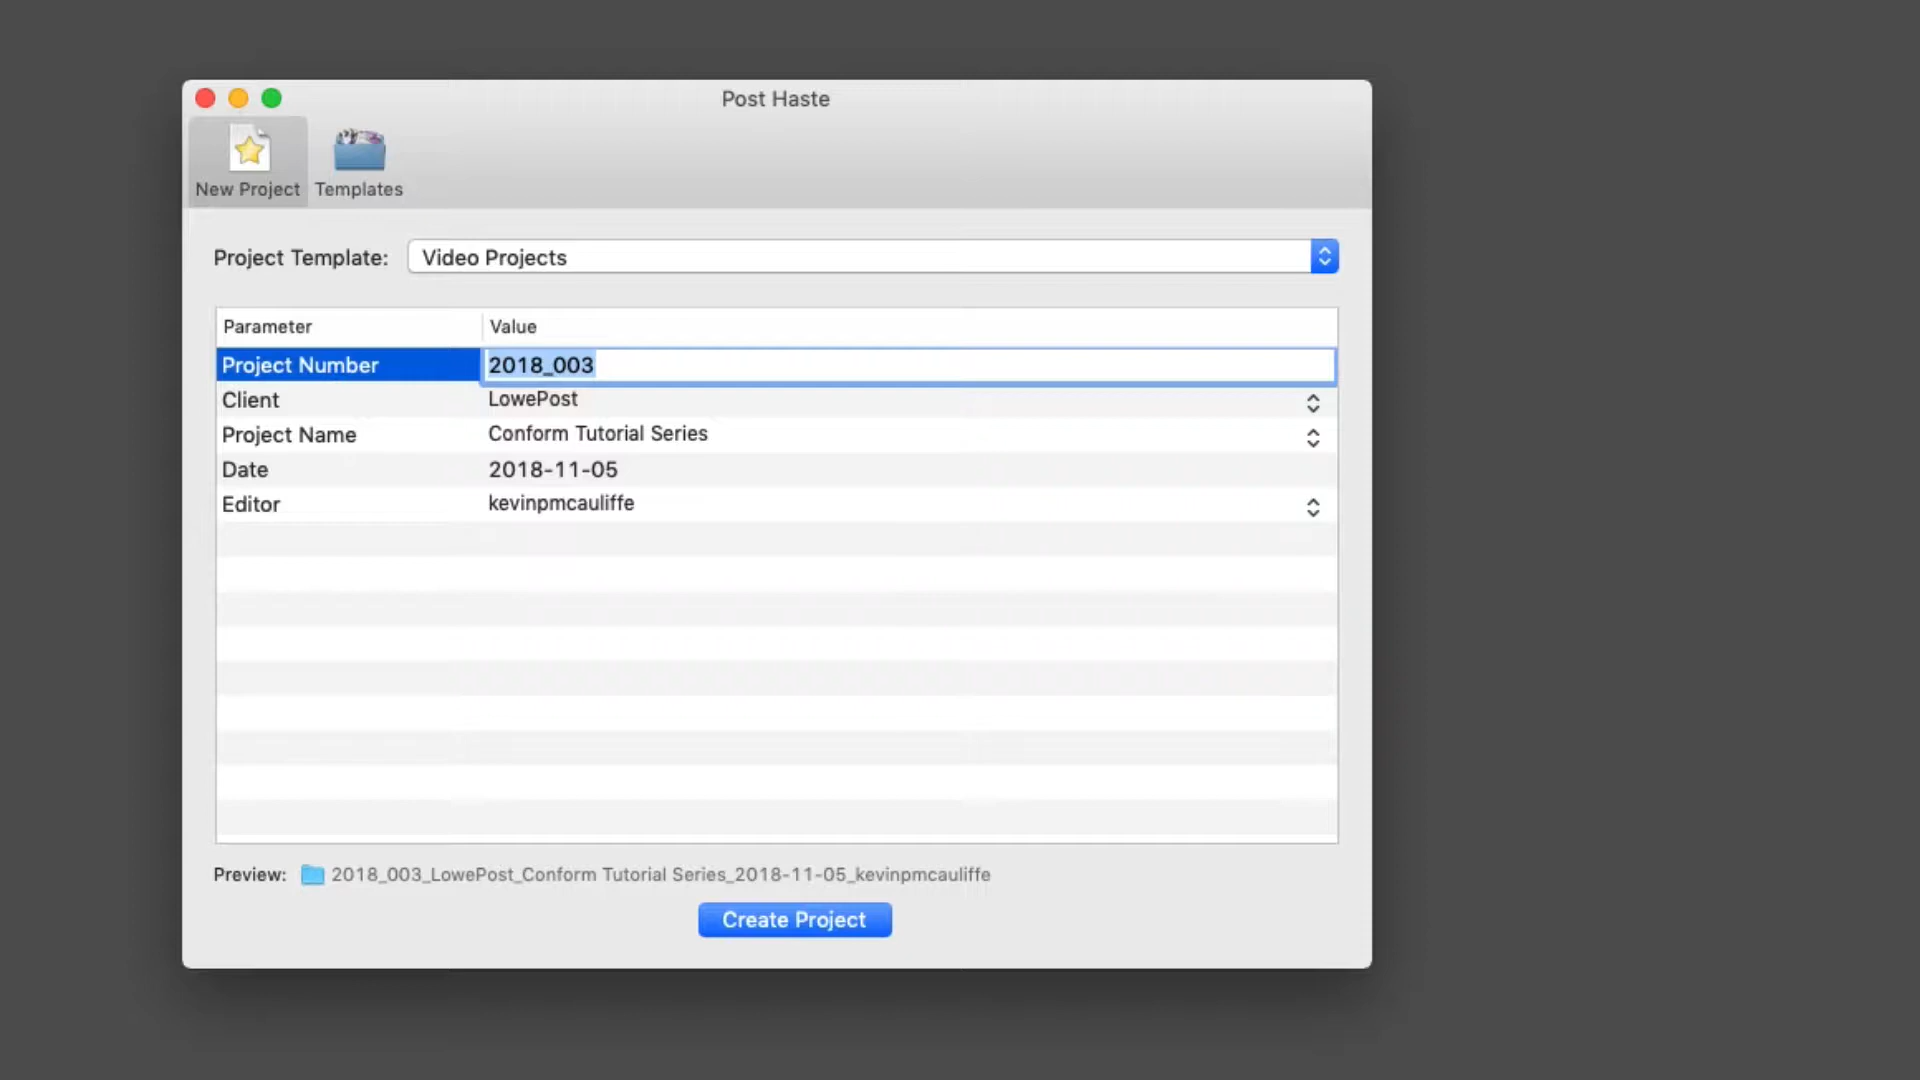 Post Haste
New Project Templates
Project Template: Video Projects
Parameter Value
Project Number 2018_003
Client LowePost
Project Name Conform Tutorial Series
Date 2018-11-05
Editor kevinpmcauliffe
Preview: 2018_003_LowePost_Conform Tutorial Series_2018-11-05_kevinpmcauliffe
Create Project